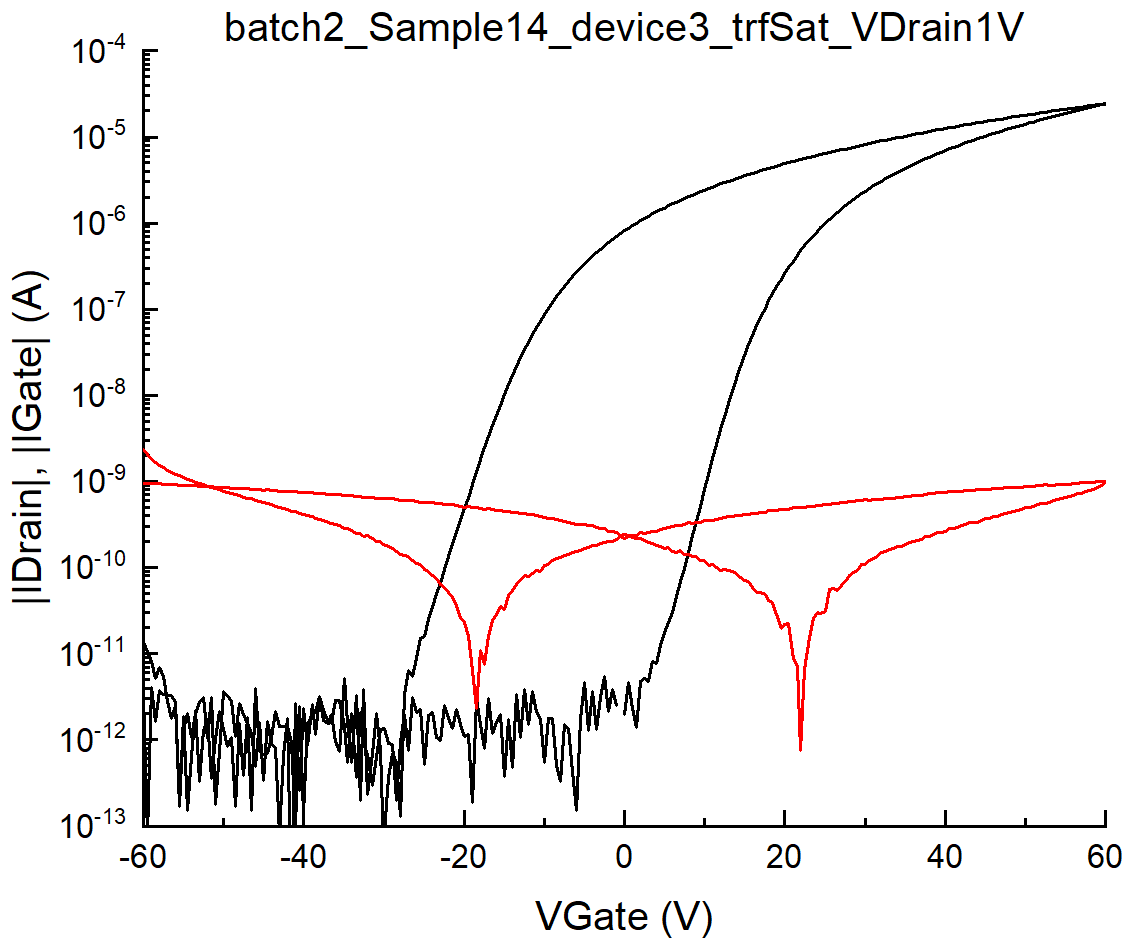 batch2_Sample14_device3_trfSat_VDrain1V
|IDrain|, |IGate| (A)
10-4
10-5
10-6
10-7
10-8
10-9
10-10
10-11
10-12
10-13
-60 -40 -20 0 20 40 60
VGate (V)